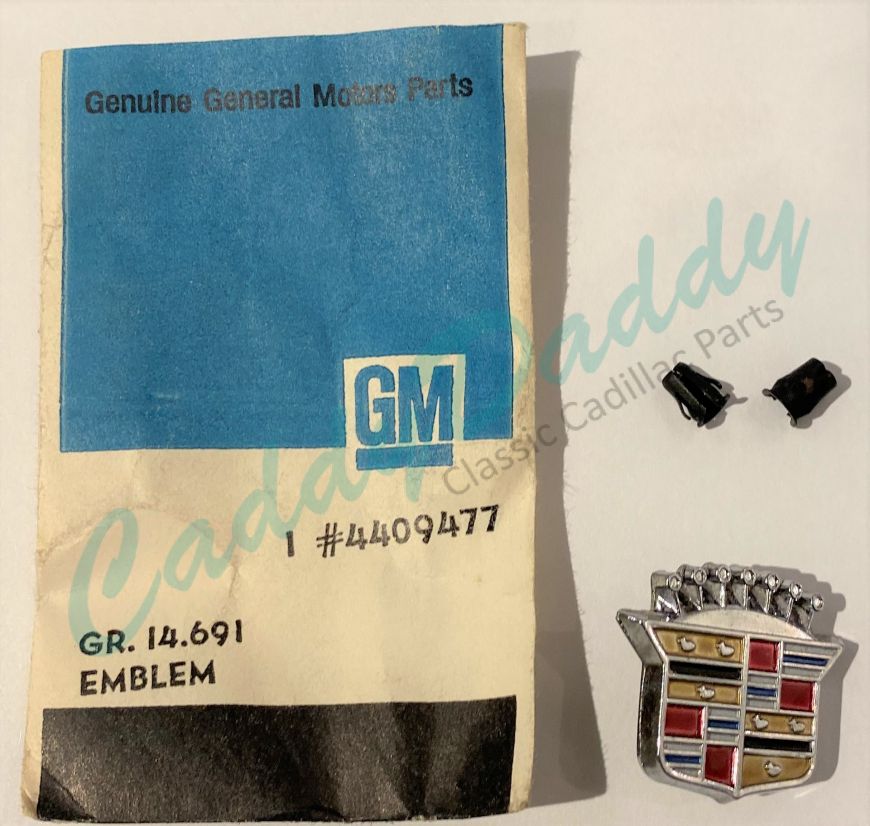 Genuine General Motors Parts
GM
1 #4409477
GR. 14.691
EMBLEM
Caddy Daddy
Classic Cadillac Parts